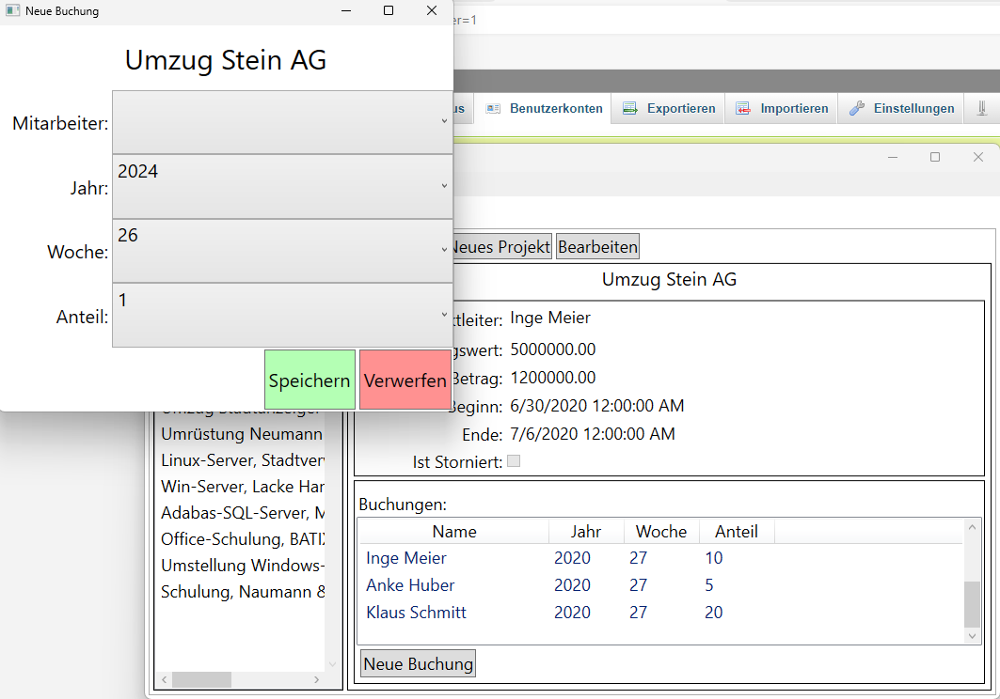 Neue Buchung
er=1
Umzug Stein AG
us Benutzerkonten Exportieren Importieren Einstellungen
Mitarbeiter:
Jahr: 2024
Woche: 26
Anteil: 1
Speichern Verwerfen
Neues Projekt Bearbeiten
Umzug Stein AG
ktleiter: Inge Meier
gswert: 5000000.00
Betrag: 1200000.00
Beginn: 6/30/2020 12:00:00 AM
Ende: 7/6/2020 12:00:00 AM
Ist Storniert:
Umzug Stadtanzeiger
Umrüstung Neumann
Linux-Server, Stadtverw
Win-Server, Lacke Har
Adabas-SQL-Server, M
Office-Schulung, BATIX
Umstellung Windows-
Schulung, Naumann &
Buchungen:
Name Jahr Woche Anteil
Inge Meier 2020 27 10
Anke Huber 2020 27 5
Klaus Schmitt 2020 27 20
Neue Buchung